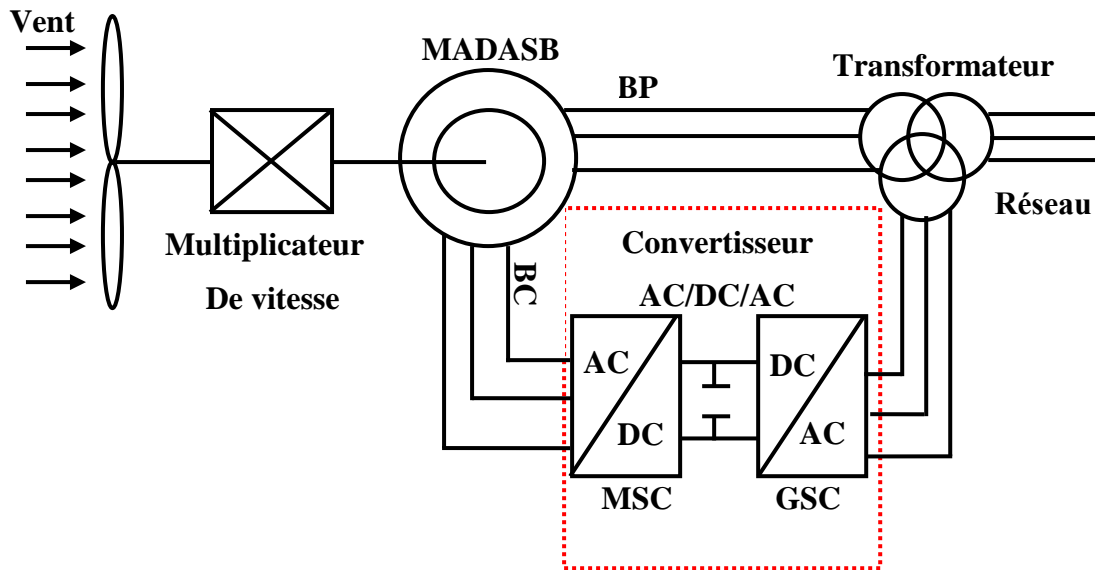 Vent
MADASB
BP
Transformateur
Réseau
Multiplicateur
De vitesse
BC
Convertisseur
AC/DC/AC
AC
DC
DC
AC
MSC
GSC